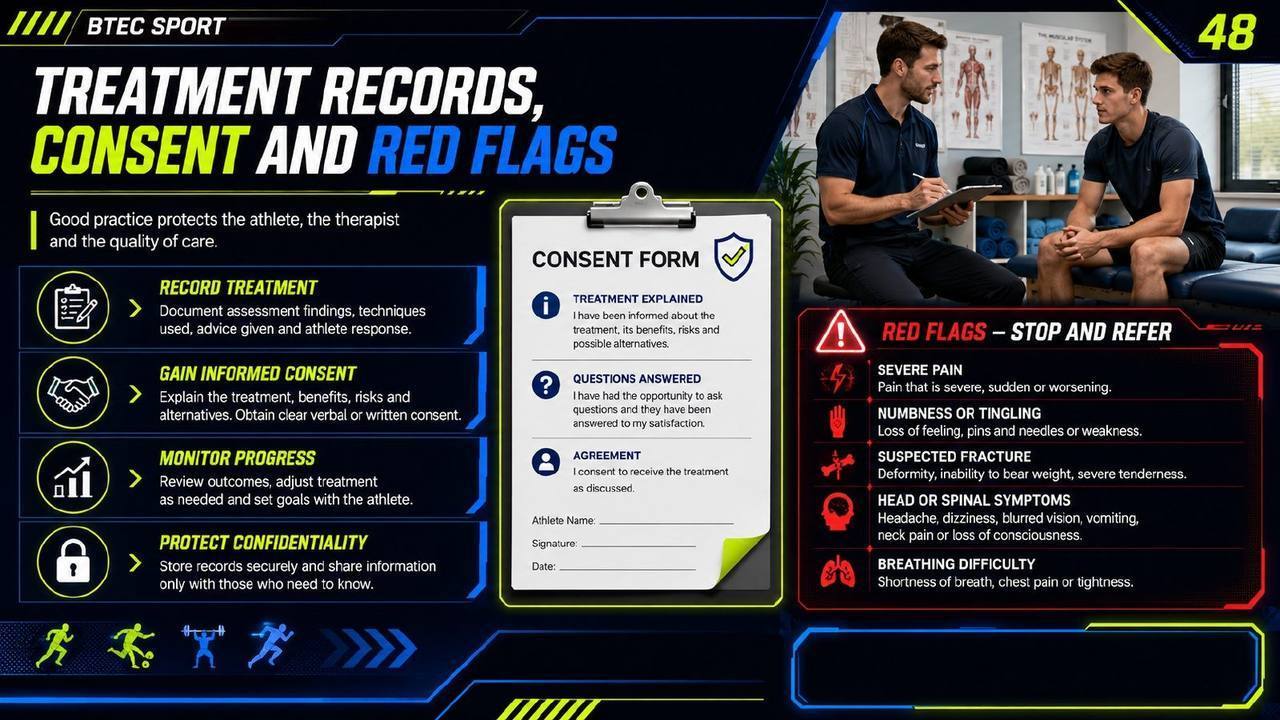 BTEC SPORT
48
TREATMENT RECORDS,
CONSENT AND RED FLAGS
Good practice protects the athlete, the therapist
and the quality of care.
RECORD TREATMENT
Document assessment findings, techniques
used, advice given and athlete response.
GAIN INFORMED CONSENT
Explain the treatment, benefits, risks and
alternatives. Obtain clear verbal or written consent.
MONITOR PROGRESS
Review outcomes, adjust treatment
as needed and set goals with the athlete.
PROTECT CONFIDENTIALITY
Store records securely and share information
only with those who need to know.
CONSENT FORM
TREATMENT EXPLAINED
I have been informed about the
treatment, its benefits, risks and
possible alternatives.
QUESTIONS ANSWERED
I have had the opportunity to ask
questions and they have been
answered to my satisfaction.
AGREEMENT
I consent to receive the treatment
as discussed.
Athlete Name:
Signature:
Date:
THE MUSCULAR SYSTEM
RED FLAGS – STOP AND REFER
SEVERE PAIN
Pain that is severe, sudden or worsening.
NUMBNESS OR TINGLING
Loss of feeling, pins and needles or weakness.
SUSPECTED FRACTURE
Deformity, inability to bear weight, severe tenderness.
HEAD OR SPINAL SYMPTOMS
Headache, dizziness, blurred vision, vomiting,
neck pain or loss of consciousness.
BREATHING DIFFICULTY
Shortness of breath, chest pain or tightness.